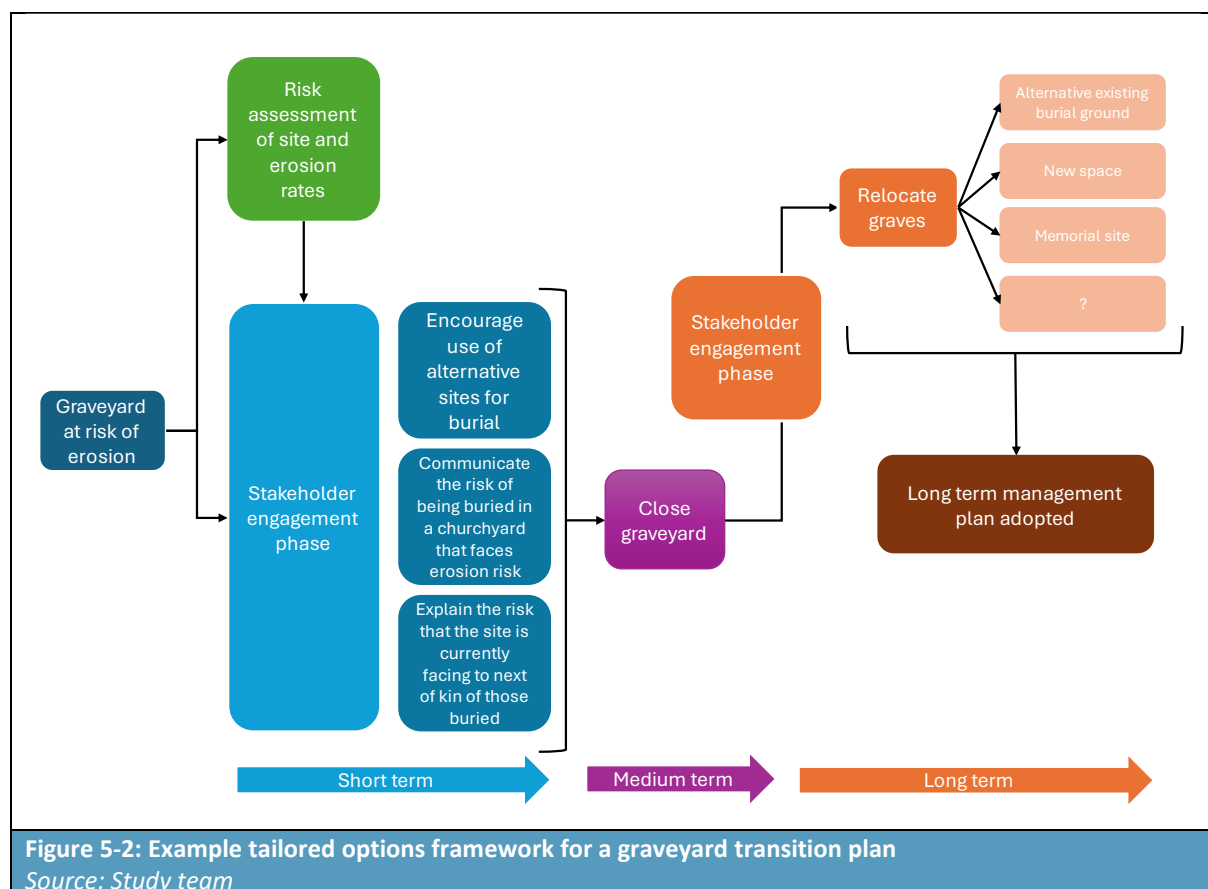 Risk
assessment
of site and
erosion
rates
Graveyard
at risk of
erosion
Stakeholder
engagement
phase
Encourage
use of
alternative
sites for
burial
Communicate
the risk of
being buried in
a churchyard
that faces
erosion risk
Explain the risk
that the site is
currently
facing to next
of kin of those
buried
Close
graveyard
Stakeholder
engagement
phase
Relocate
graves
Alternative existing
burial ground
New space
Memorial site
?
Long term management
plan adopted
Short term
Medium term
Long term
Figure 5-2: Example tailored options framework for a graveyard transition plan
Source: Study team